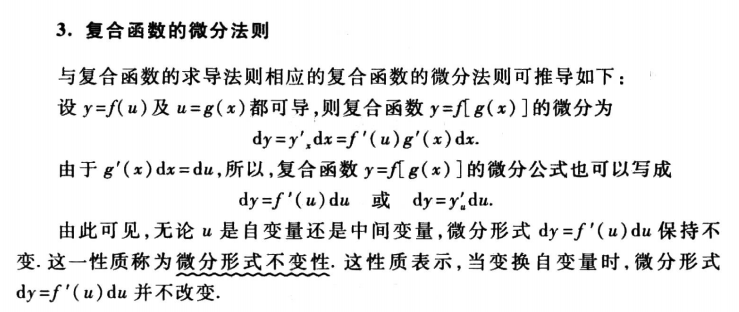 3. 复合函数的微分法则
与复合函数的求导法则相应的复合函数的微分法则可推导如下:
设 y=f(u)及 u=g(x)都可导,则复合函数 y=f[g(x)]的微分为
dy=y'ₓdx=f'(u)g'(x)dx.
由于 g'(x)dx=du,所以,复合函数 y=f[g(x)]的微分公式也可以写成
dy=f'(u)du 或 dy=y'ᵤdu.
由此可见,无论 u 是自变量还是中间变量,微分形式 dy=f'(u)du 保持不
变. 这一性质称为微分形式不变性. 这性质表示,当变换自变量时,微分形式
dy=f'(u)du 并不改变.